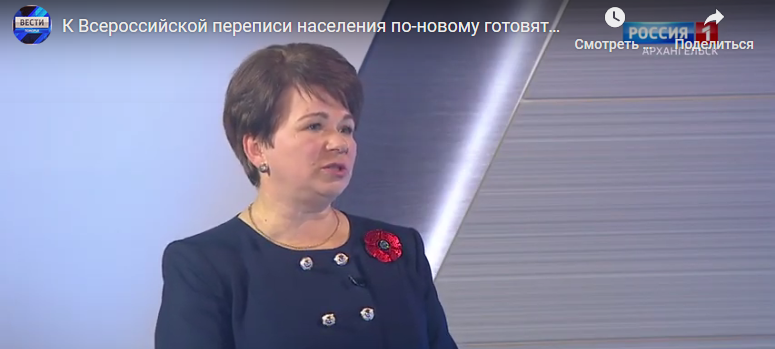 ВЕСТИ
К Всероссийской переписи населения по-новому готовят...
РОССИЯ 1
АРХАНГЕЛЬСК
Смотреть ...
Поделиться